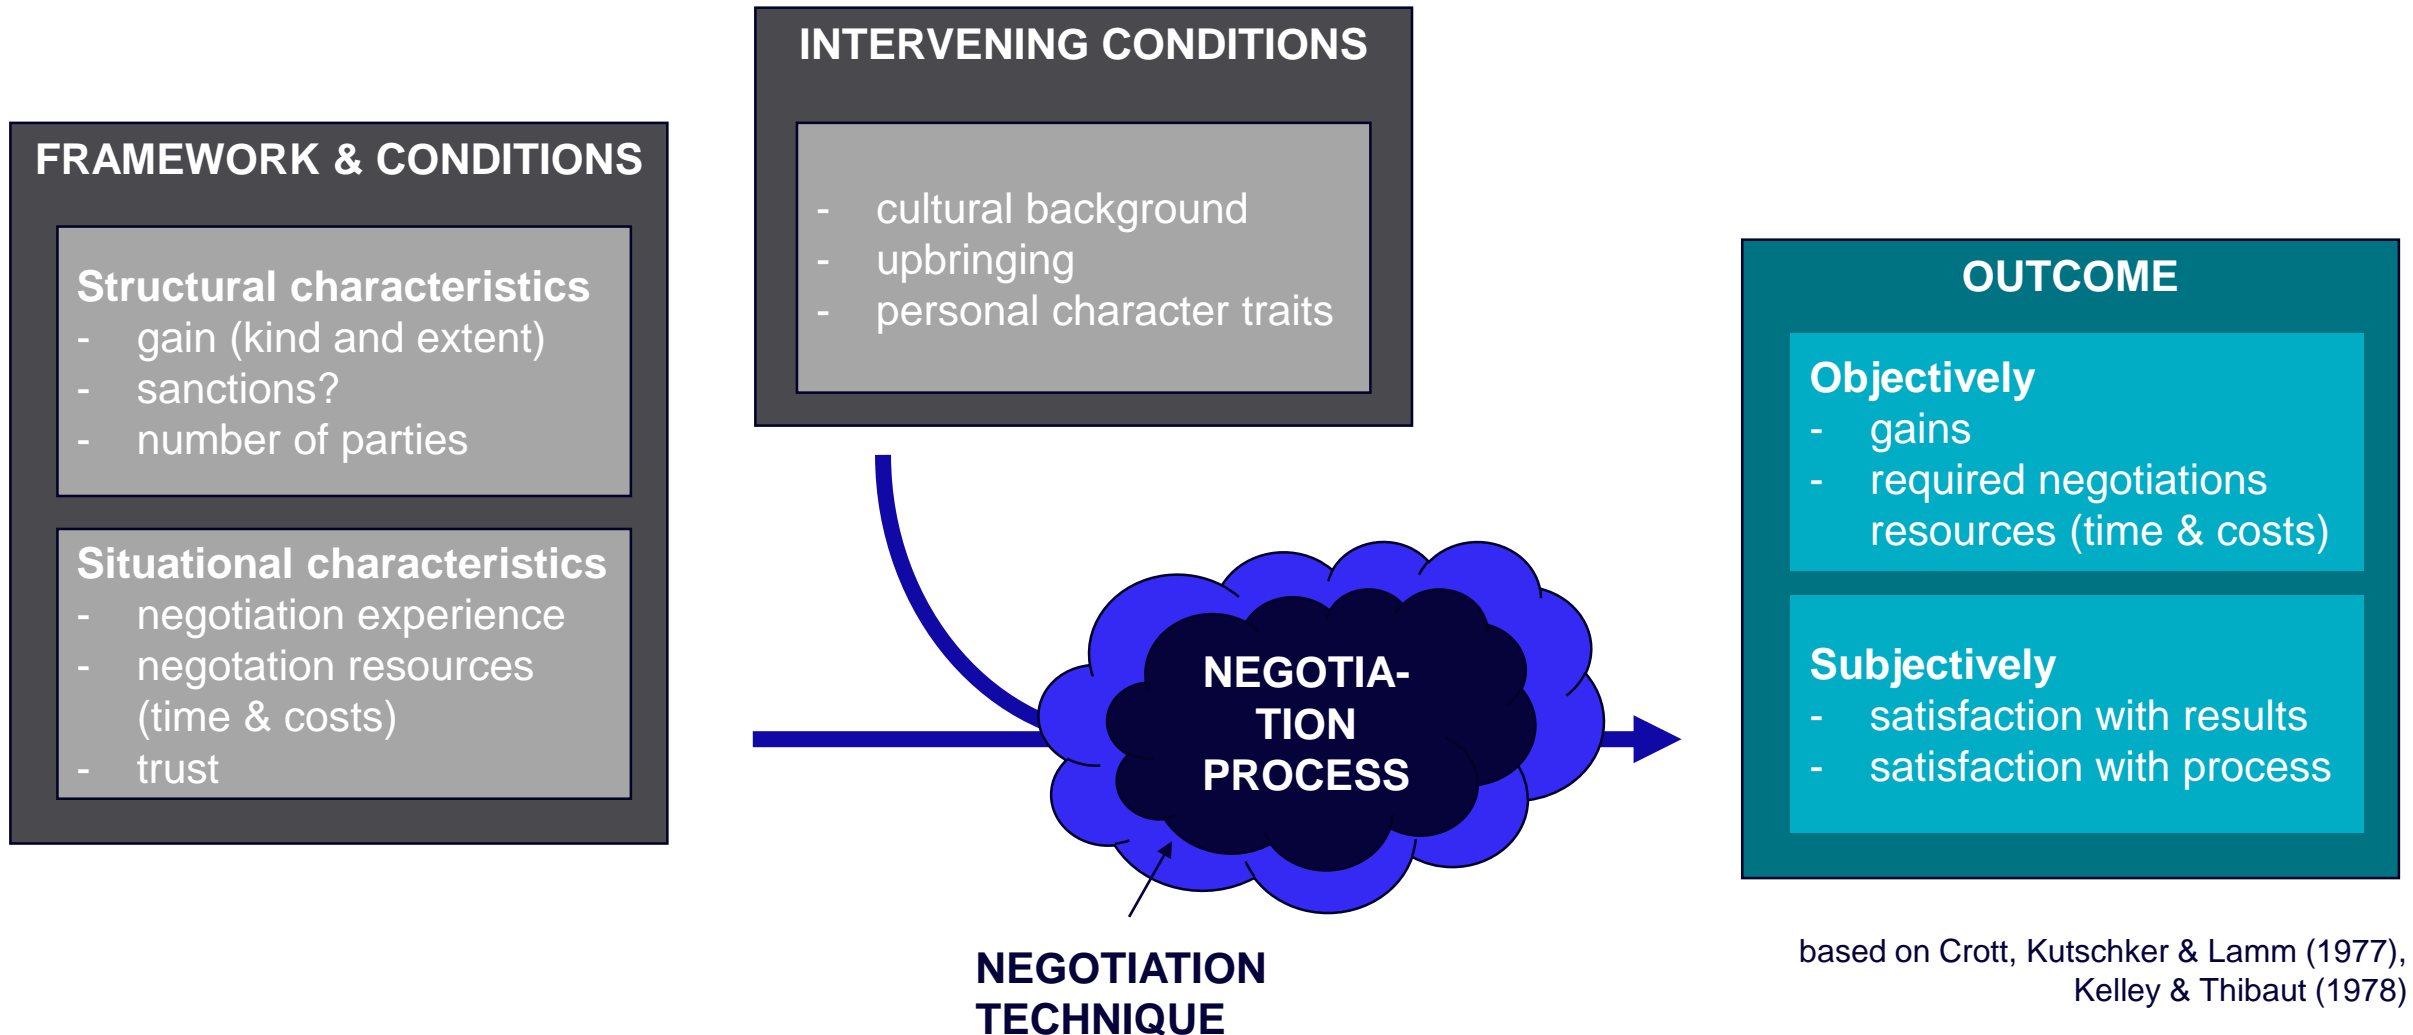 INTERVENING CONDITIONS
- cultural background
- upbringing
- personal character traits
FRAMEWORK & CONDITIONS
Structural characteristics
- gain (kind and extent)
- sanctions?
- number of parties
Situational characteristics
- negotiation experience
- negotation resources
(time & costs)
- trust
NEGOTIA-
TION
PROCESS
NEGOTIATION
TECHNIQUE
OUTCOME
Objectively
- gains
- required negotiations
resources (time & costs)
Subjectively
- satisfaction with results
- satisfaction with process
based on Crott, Kutschker & Lamm (1977),
Kelley & Thibaut (1978)